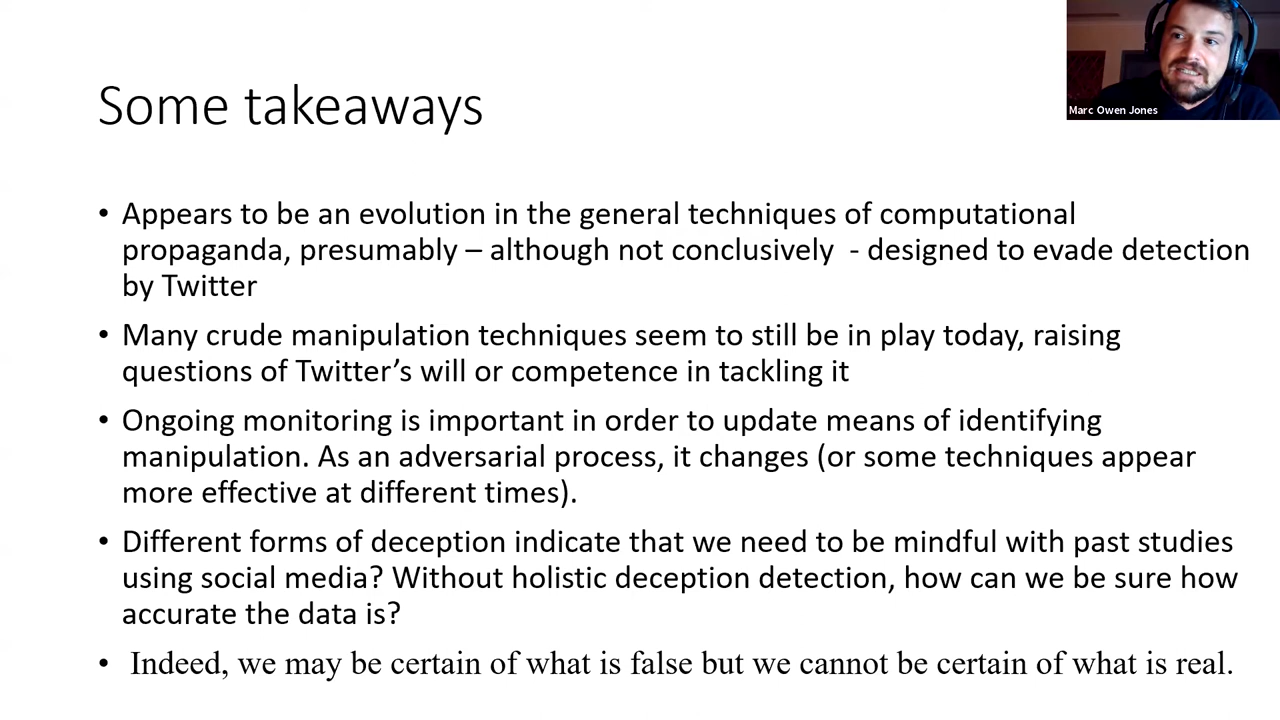 Marc Owen Jones
Some takeaways
• Appears to be an evolution in the general techniques of computational
propaganda, presumably – although not conclusively  - designed to evade detection
by Twitter
• Many crude manipulation techniques seem to still be in play today, raising
questions of Twitter’s will or competence in tackling it
• Ongoing monitoring is important in order to update means of identifying
manipulation. As an adversarial process, it changes (or some techniques appear
more effective at different times).
• Different forms of deception indicate that we need to be mindful with past studies
using social media? Without holistic deception detection, how can we be sure how
accurate the data is?
• Indeed, we may be certain of what is false but we cannot be certain of what is real.